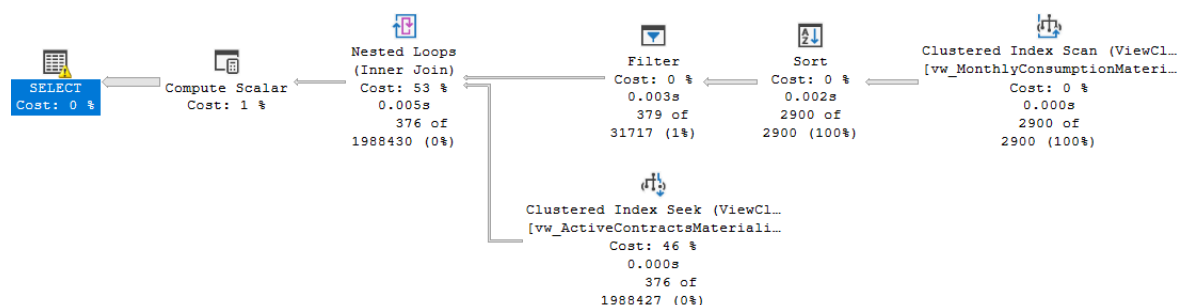 SELECT
Cost: 0 %
Compute Scalar
Cost: 1 %
Nested Loops
(Inner Join)
Cost: 53 %
0.005s
376 of
1988430 (0%)
Filter
Cost: 0 %
0.003s
379 of
31717 (1%)
Sort
Cost: 0 %
0.002s
2900 of
2900 (100%)
Clustered Index Scan (ViewCl…
[vw_MonthlyConsumptionMateri…
Cost: 0 %
0.000s
2900 of
2900 (100%)
Clustered Index Seek (ViewCl…
[vw_ActiveContractsMateriali…
Cost: 46 %
0.000s
376 of
1988427 (0%)